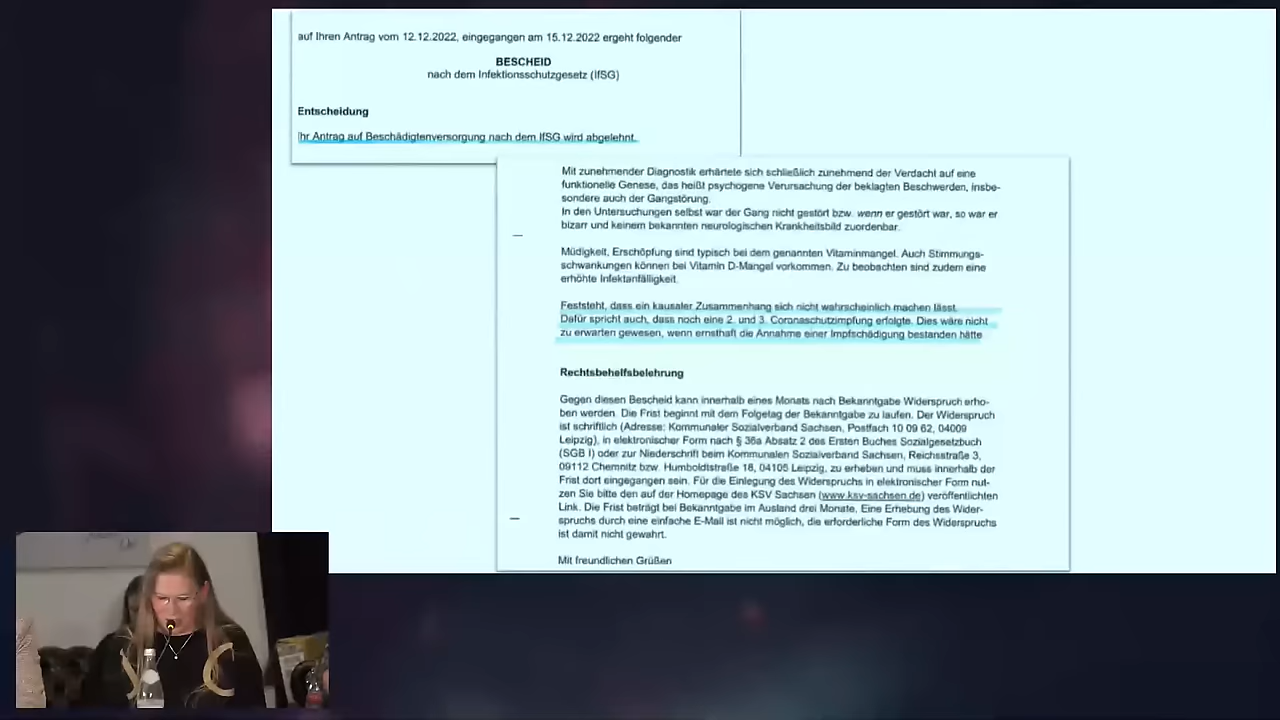 auf Ihren Antrag vom 12.12.2022, eingegangen am 15.12.2022 ergeht folgender
BESCHEID
nach dem Infektionsschutzgesetz (IfSG)
Entscheidung
Ihr Antrag auf Beschädigtenversorgung nach dem IfSG wird abgelehnt.
Mit zunehmender Diagnostik erhärtete sich schließlich zunehmend der Verdacht auf eine
funktionelle Genese, das heißt psychogene Verursachung der beklagten Beschwerden, insbe-
sondere auch der Gangstörung.
In den Untersuchungen selbst war der Gang nicht gestört bzw. wenn er gestört war, so war er
bizarr und keinem bekannten neurologischen Krankheitsbild zuordenbar.
Müdigkeit, Erschöpfung sind typisch bei dem genannten Vitaminmangel. Auch Stimmungs-
schwankungen können bei Vitamin D-Mangel vorkommen. Zu beobachten sind zudem eine
erhöhte Infektanfälligkeit.
Feststeht, dass ein kausaler Zusammenhang sich nicht wahrscheinlich machen lässt.
Dafür spricht auch, dass noch eine 2. und 3. Coronaschutzimpfung erfolgte. Dies wäre nicht
zu erwarten gewesen, wenn ernsthaft die Annahme einer Impfschädigung bestanden hätte
Rechtsbehelfsbelehrung
Gegen diesen Bescheid kann innerhalb eines Monats nach Bekanntgabe Widerspruch erho-
ben werden. Die Frist beginnt mit dem Folgetag der Bekanntgabe zu laufen. Der Widerspruch
ist schriftlich (Adresse: Kommunaler Sozialverband Sachsen, Postfach 10 09 62, 04009
Leipzig), in elektronischer Form nach § 36a Absatz 2 des Ersten Buches Sozialgesetzbuch
(SGB I) oder zur Niederschrift beim Kommunalen Sozialverband Sachsen, Reichsstraße 3,
09112 Chemnitz bzw. Humboldtstraße 18, 04105 Leipzig, zu erheben und muss innerhalb der
Frist dort eingegangen sein. Für die Einlegung des Widerspruchs in elektronischer Form nut-
zen Sie bitte den auf der Homepage des KSV Sachsen (www.ksv-sachsen.de) veröffentlichten
Link. Die Frist beträgt bei Bekanntgabe im Ausland drei Monate. Eine Erhebung des Wider-
spruchs durch eine einfache E-Mail ist nicht möglich, die erforderliche Form des Widerspruchs
ist damit nicht gewahrt.
Mit freundlichen Grüßen